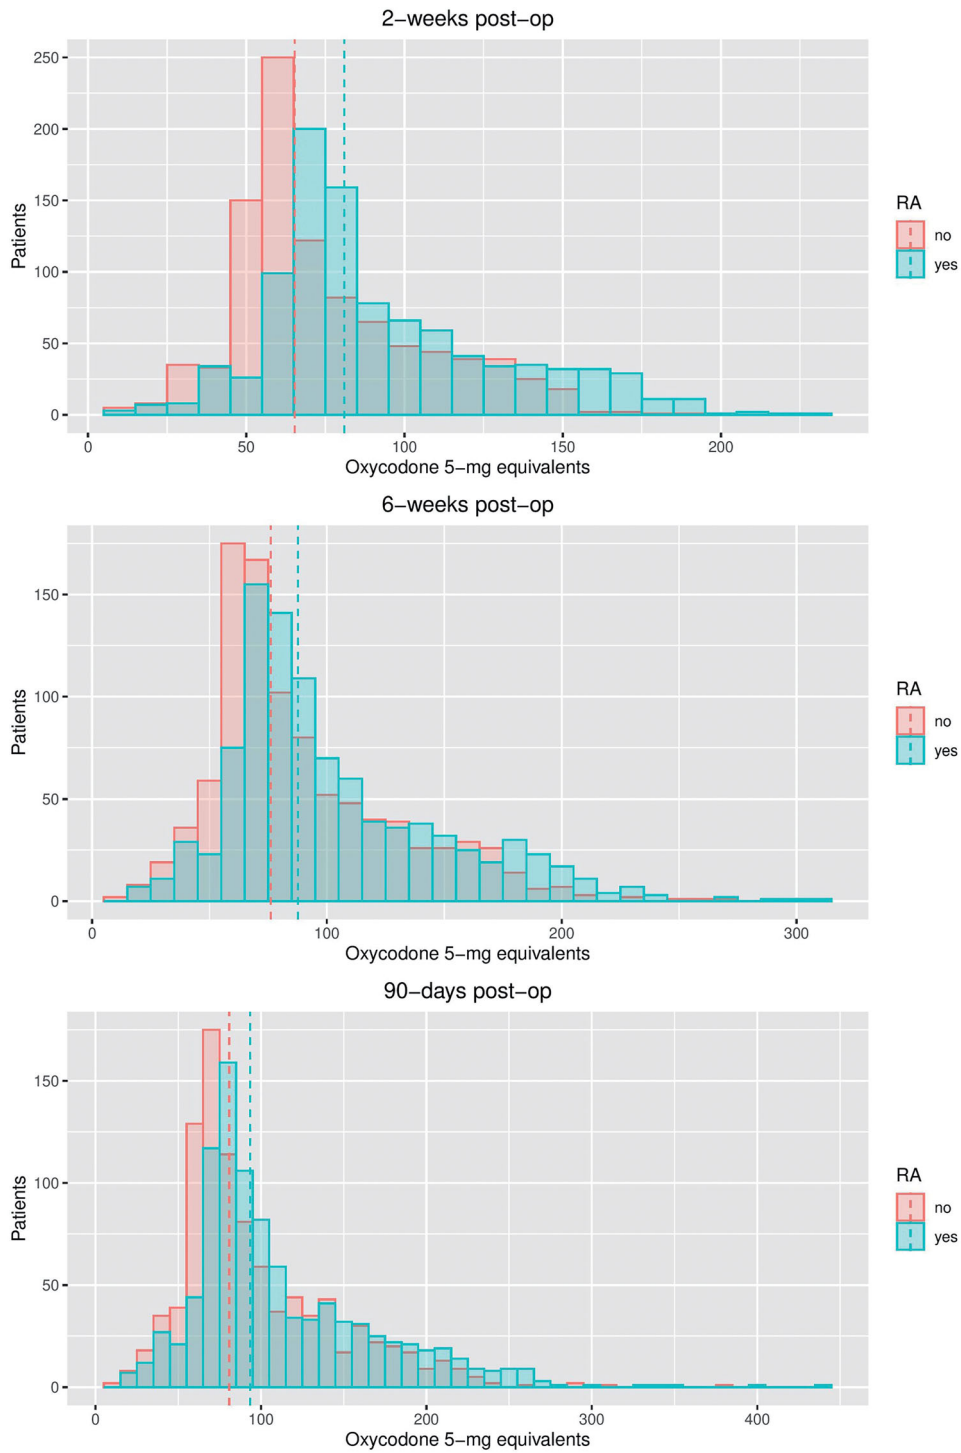 2−weeks post−op
250
200
150
100
50
0
Patients
0 50 100 150 200
Oxycodone 5−mg equivalents
RA
no
yes
6−weeks post−op
150
100
50
0
Patients
0 100 200 300
Oxycodone 5−mg equivalents
RA
no
yes
90−days post−op
150
100
50
0
Patients
0 100 200 300 400
Oxycodone 5−mg equivalents
RA
no
yes